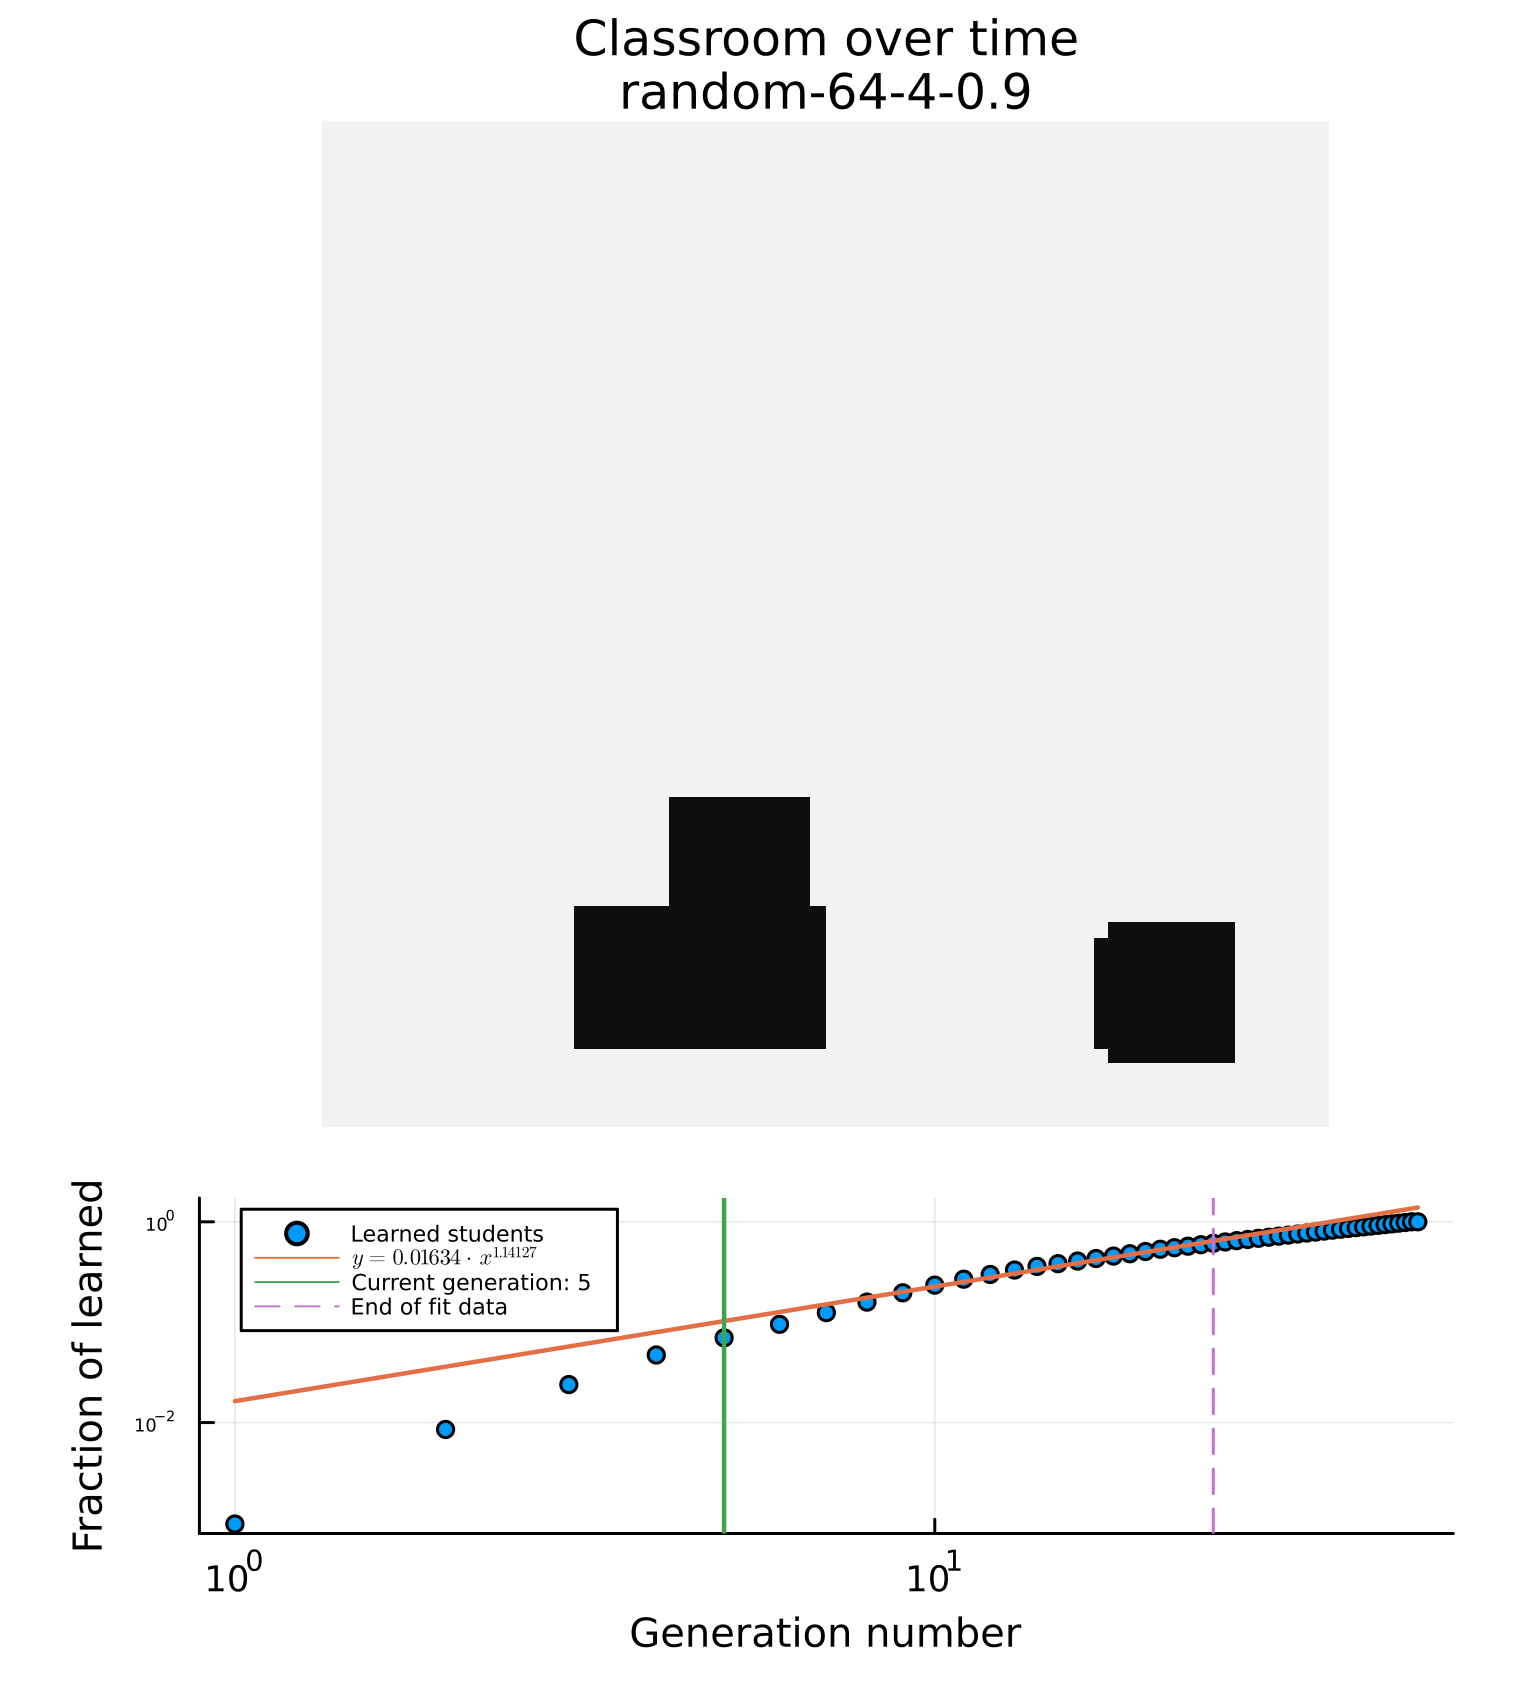 Classroom over time
random-64-4-0.9
Fraction of learned
10^0
10^-2
Learned students
y = 0.01634 · x^1.14127
Current generation: 5
End of fit data
10^0
10^1
Generation number